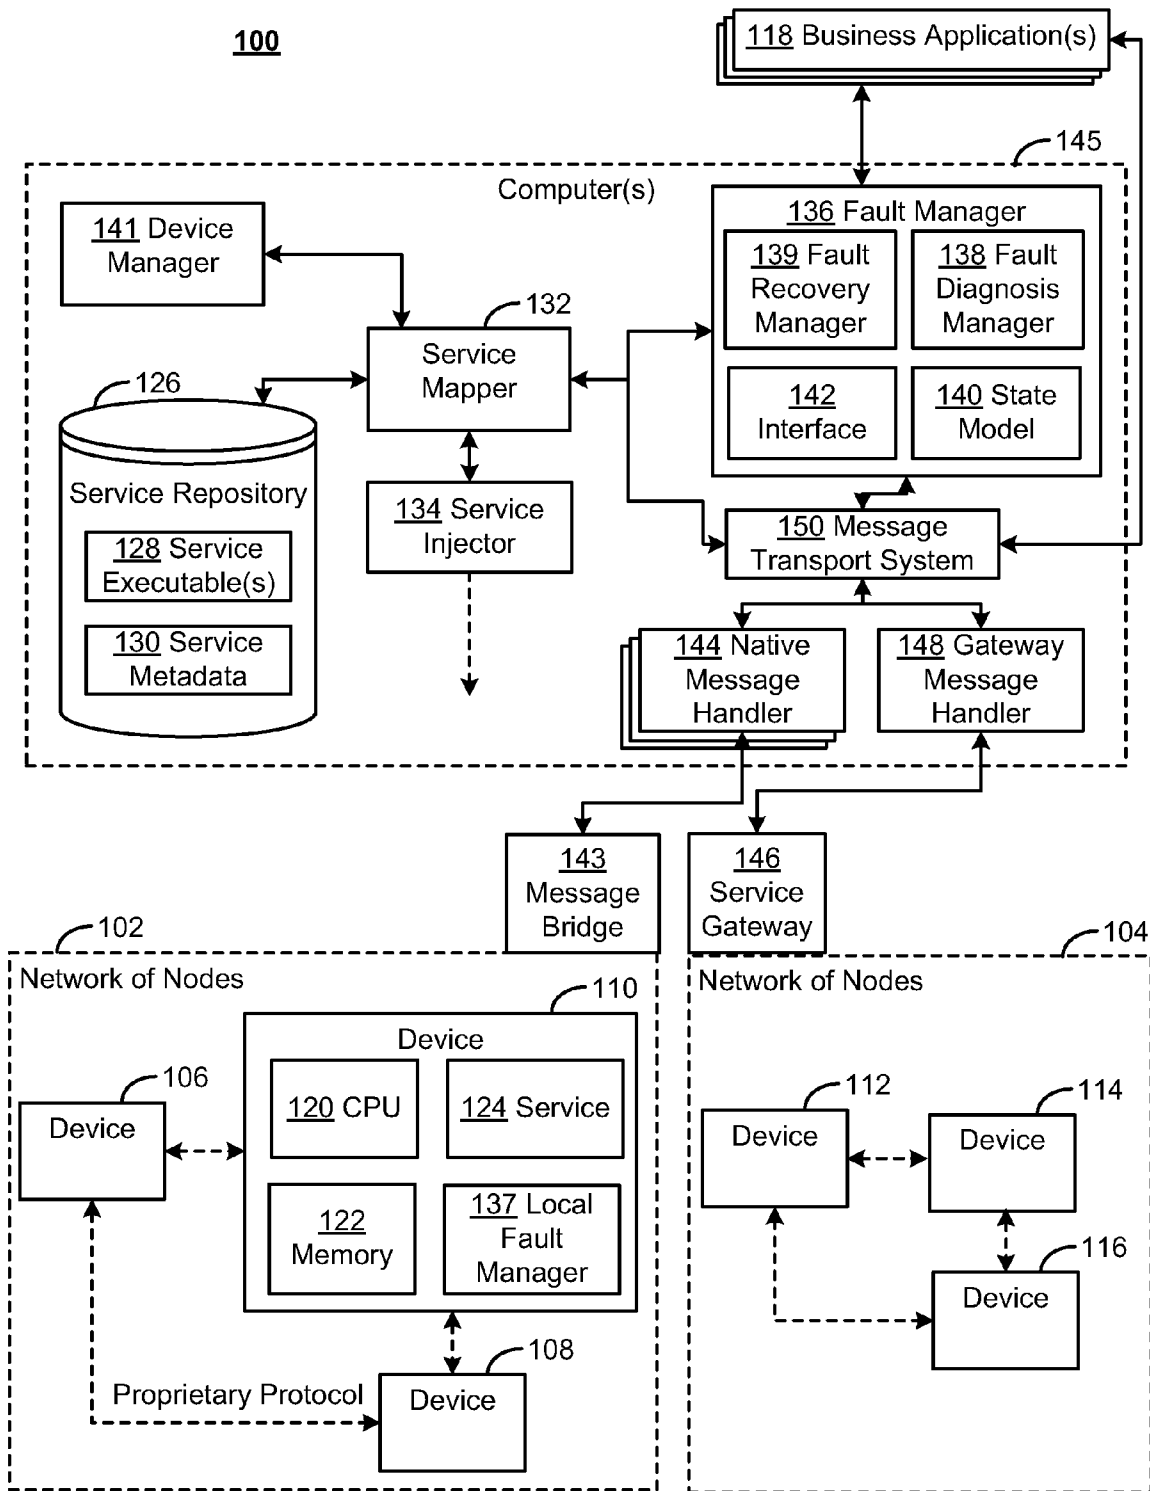 100
118 Business Application(s)
145
Computer(s)
141 Device
Manager
136 Fault Manager
139 Fault
Recovery
Manager
138 Fault
Diagnosis
Manager
142
Interface
140 State
Model
132
Service
Mapper
126
Service Repository
128 Service
Executable(s)
130 Service
Metadata
134 Service
Injector
150 Message
Transport System
144 Native
Message
Handler
148 Gateway
Message
Handler
143
Message
Bridge
146
Service
Gateway
102
Network of Nodes
110
Device
120 CPU
124 Service
122
Memory
137 Local
Fault
Manager
106
Device
108
Device
Proprietary Protocol
104
Network of Nodes
112
Device
114
Device
116
Device